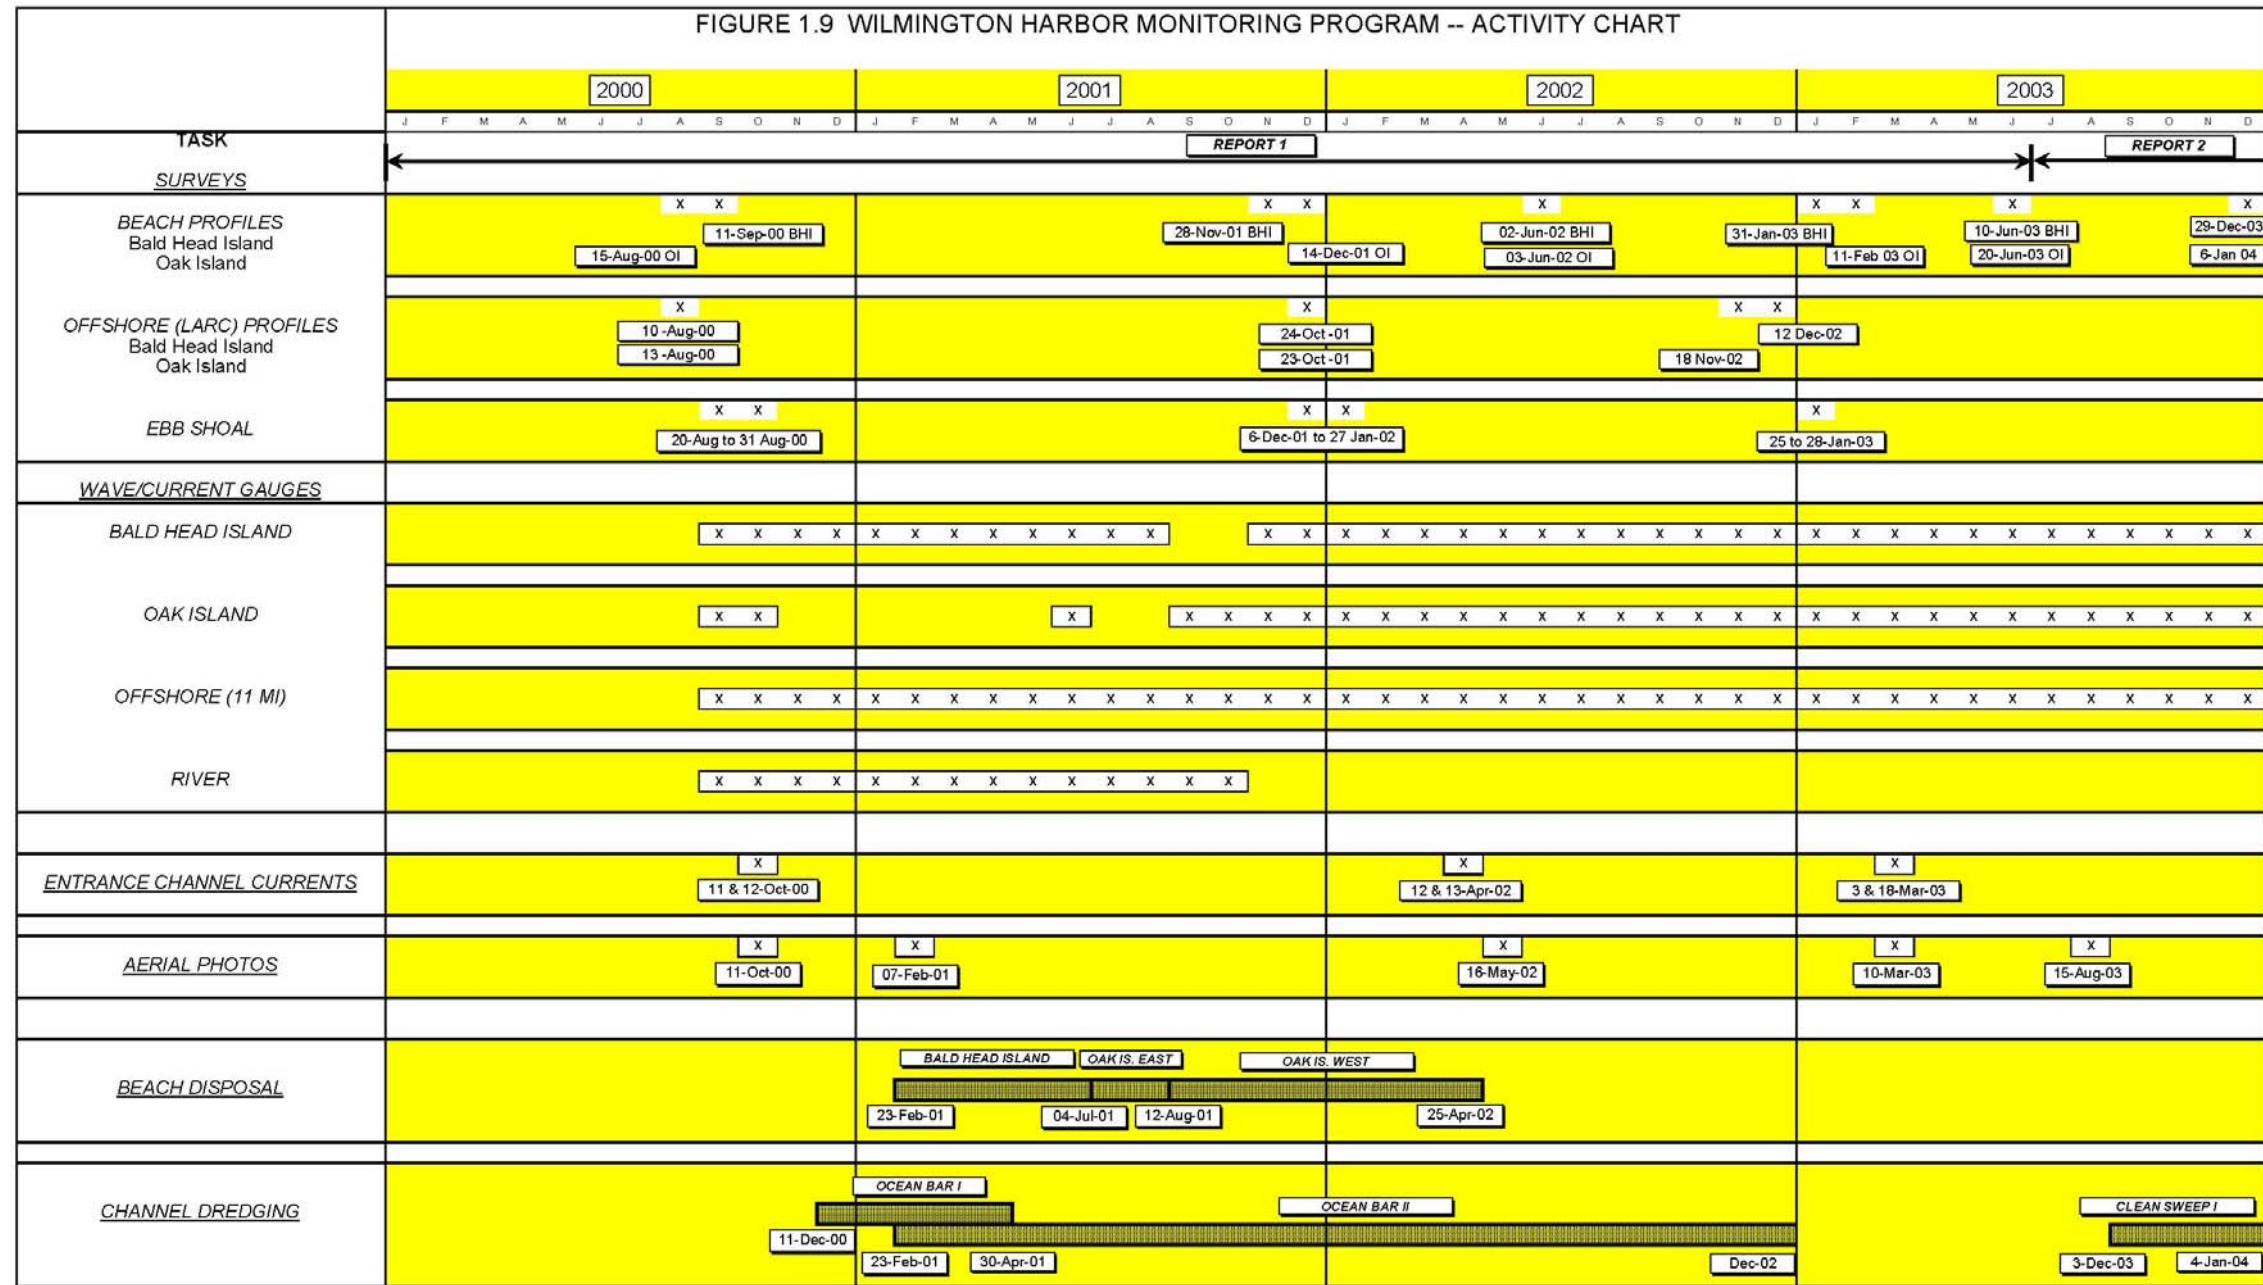 FIGURE 1.9 WILMINGTON HARBOR MONITORING PROGRAM -- ACTIVITY CHART
2000 2001 2002 2003
J F M A M J J A S O N D J F M A M J J A S O N D J F M A M J J A S O N D J F M A M J J A S O N D
TASK
REPORT 1 REPORT 2
SURVEYS
X X X X X X X X X
BEACH PROFILES
Bald Head Island
Oak Island
11-Sep-00 BHI 28-Nov-01 BHI 02-Jun-02 BHI 31-Jan-03 BHI 10-Jun-03 BHI 29-Dec-03
15-Aug-00 OI 14-Dec-01 OI 03-Jun-02 OI 11-Feb 03 OI 20-Jun-03 OI 6-Jan 04
X X X X
OFFSHORE (LARC) PROFILES
Bald Head Island
Oak Island
10 -Aug-00 24-Oct -01 12 Dec-02
13 -Aug-00 23-Oct -01 18 Nov-02
X X X X X
EBB SHOAL
20-Aug to 31 Aug-00 6-Dec-01 to 27 Jan-02 25 to 28-Jan-03
WAVE/CURRENT GAUGES
BALD HEAD ISLAND X X X X X X X X X X X X X X X X X X X X X X X X X X X X X X X X X X X X X X
OAK ISLAND X X X X X X X X X X X X X X X X X X X X X X X X X X X X X X X
OFFSHORE (11 MI) X X X X X X X X X X X X X X X X X X X X X X X X X X X X X X X X X X X X X X X X
RIVER X X X X X X X X X X X X X X
X X X
ENTRANCE CHANNEL CURRENTS 11 & 12-Oct-00 12 & 13-Apr-02 3 & 18-Mar-03
X X X X X
AERIAL PHOTOS 11-Oct-00 07-Feb-01 16-May-02 10-Mar-03 15-Aug-03
BALD HEAD ISLAND OAK IS. EAST OAK IS. WEST
BEACH DISPOSAL
23-Feb-01 04-Jul-01 12-Aug-01 25-Apr-02
OCEAN BAR I
OCEAN BAR II CLEAN SWEEP I
CHANNEL DREDGING
11-Dec-00
23-Feb-01 30-Apr-01 Dec-02 3-Dec-03 4-Jan-04